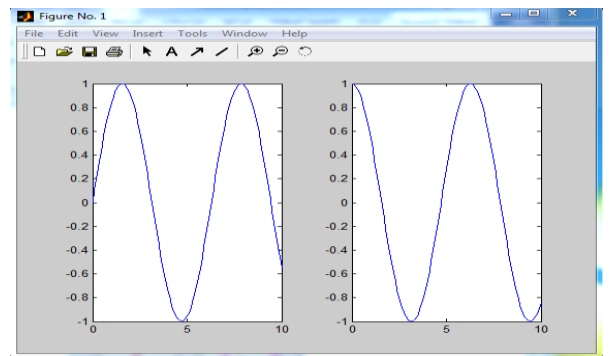 Figure No. 1
File Edit View Insert Tools Window Help
A
1 1
0.8 0.8
0.6 0.6
0.4 0.4
0.2 0.2
0 0
-0.2 -0.2
-0.4 -0.4
-0.6 -0.6
-0.8 -0.8
-1 -1
0 5 10 0 5 10